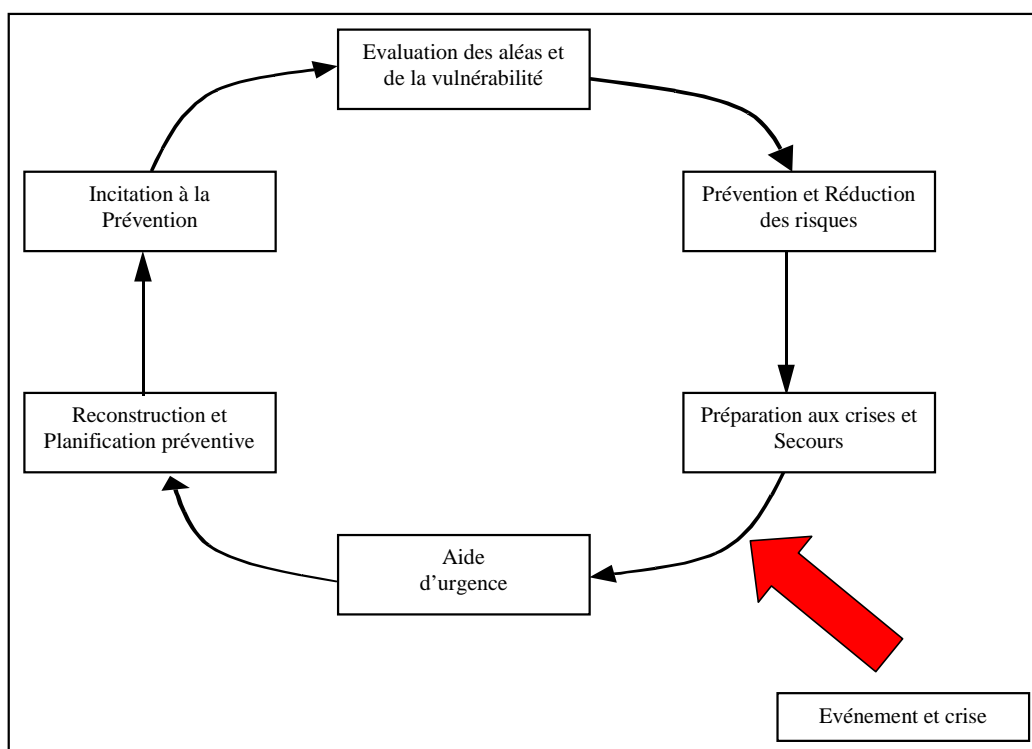 Evaluation des aléas et
de la vulnérabilité
Incitation à la
Prévention
Prévention et Réduction
des risques
Reconstruction et
Planification préventive
Préparation aux crises et
Secours
Aide
d’urgence
Evénement et crise